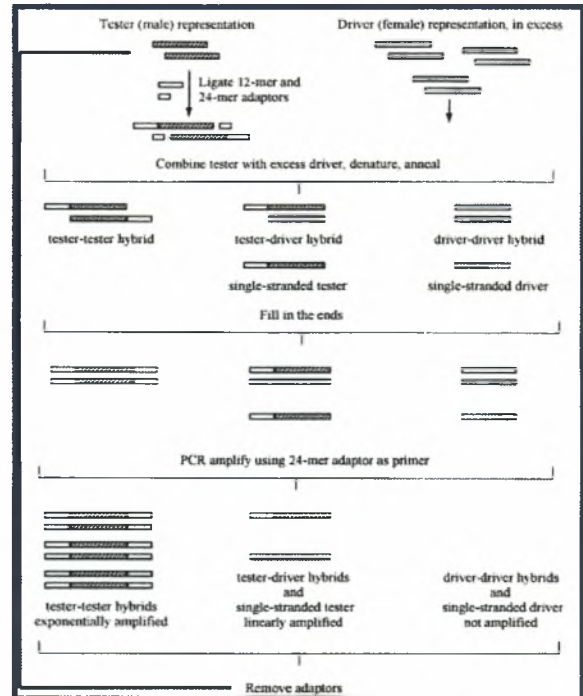 Tester (male) representation
Driver (female) representation, in excess
Ligate 12-mer and
24-mer adaptors
Combine tester with excess driver, denature, anneal
tester-tester hybrid
tester-driver hybrid
driver-driver hybrid
single-stranded tester
single-stranded driver
Fill in the ends
PCR amplify using 24-mer adaptor as primer
tester-tester hybrids
exponentially amplified
tester-driver hybrids
and
single-stranded tester
linearly amplified
driver-driver hybrids
and
single-stranded driver
not amplified
Remove adaptors